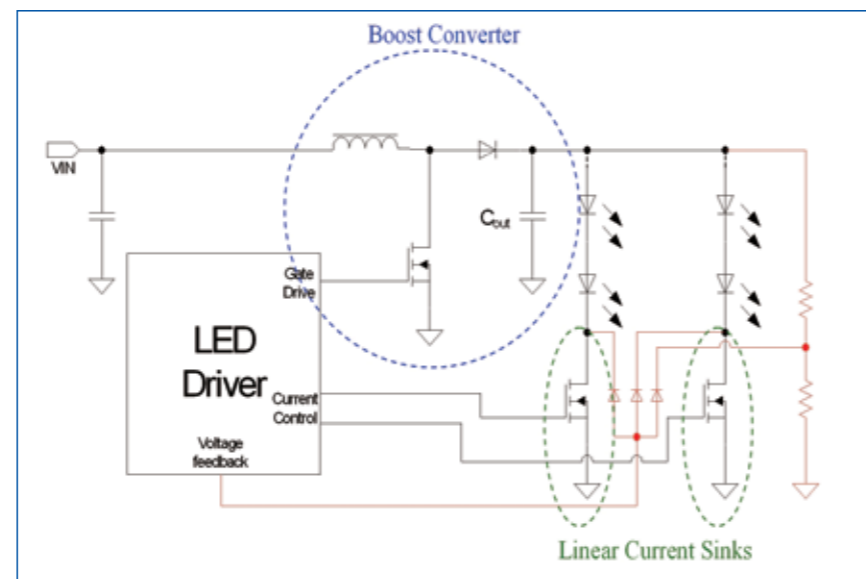 Boost Converter
VIN
Cout
Gate
Drive
LED
Driver
Current
Control
Voltage
feedback
Linear Current Sinks